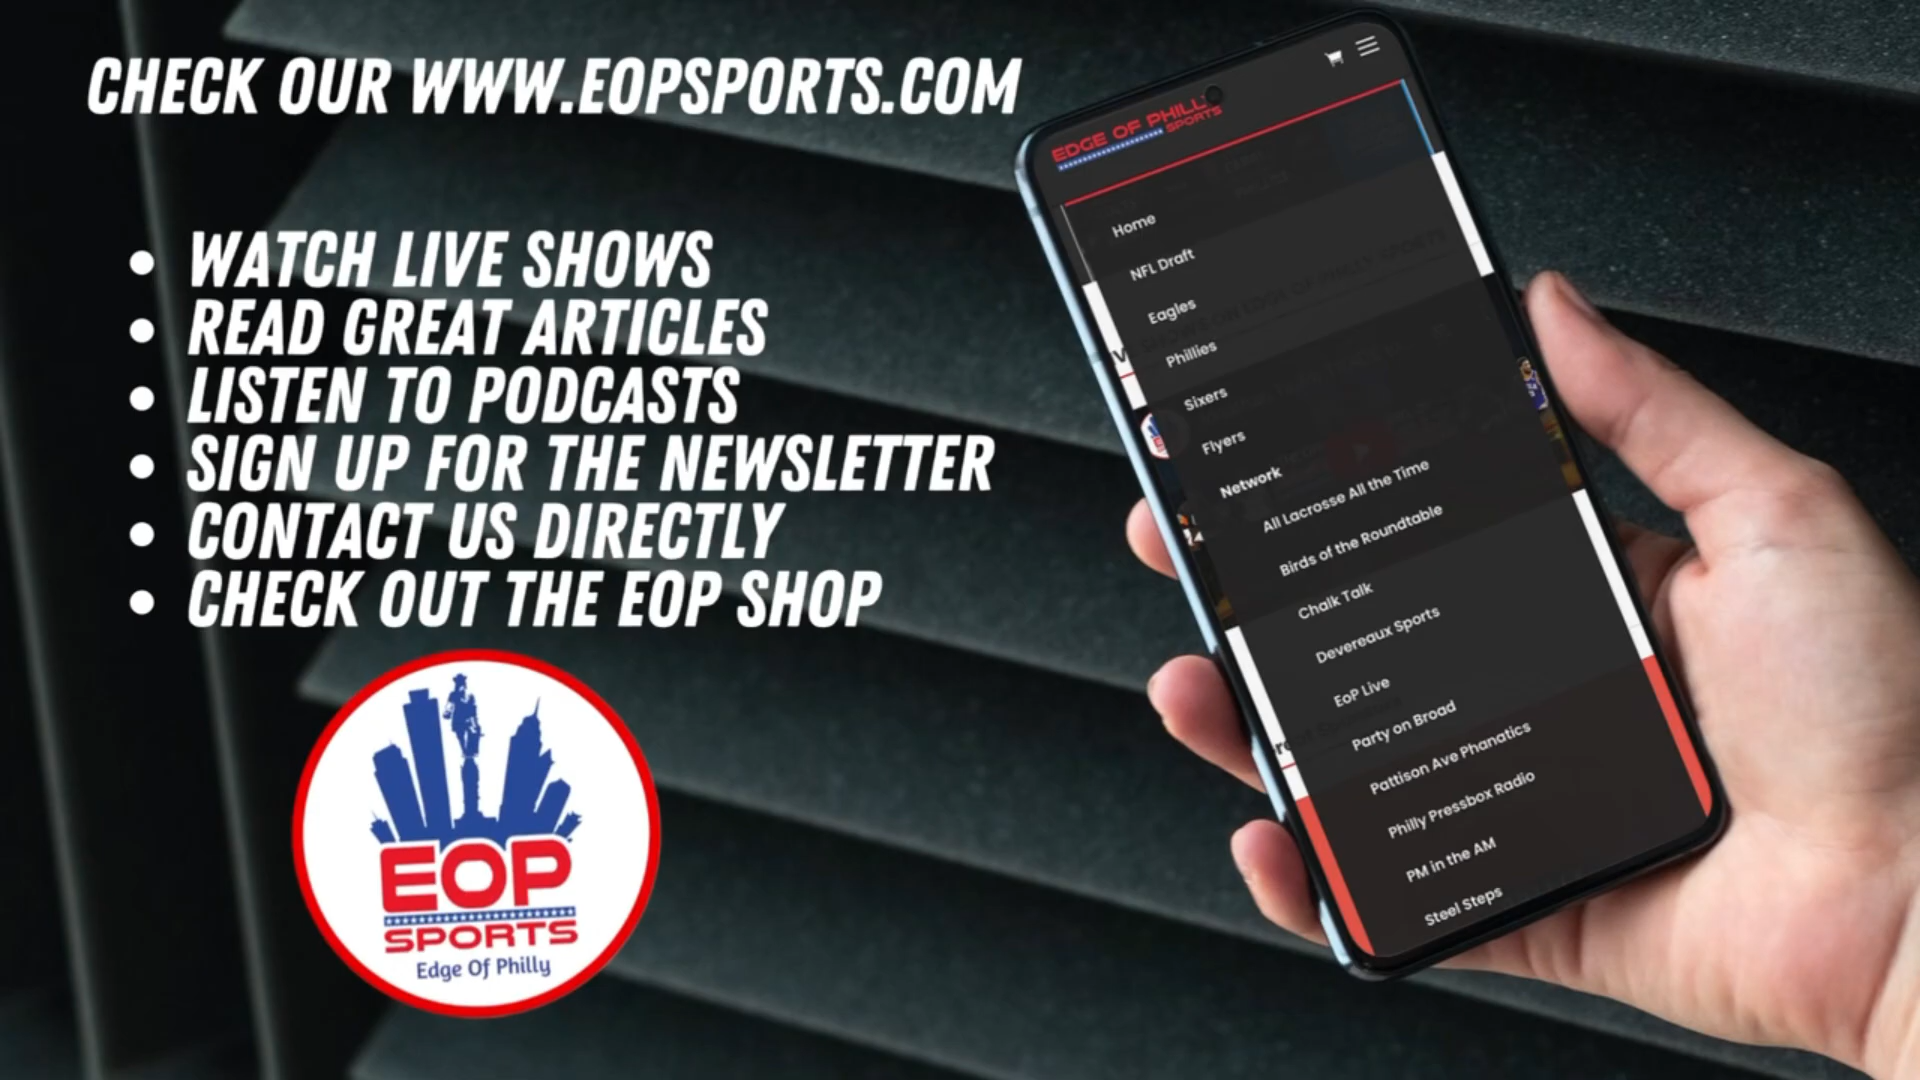 CHECK OUR WWW.EOPSPORTS.COM
• WATCH LIVE SHOWS
• READ GREAT ARTICLES
• LISTEN TO PODCASTS
• SIGN UP FOR THE NEWSLETTER
• CONTACT US DIRECTLY
• CHECK OUT THE EOP SHOP
EOP
SPORTS
Edge Of Philly
EDGE OF PHILLY
SPORTS
Home
NFL Draft
Eagles
Phillies
Sixers
Flyers
Network
All Lacrosse All the Time
Birds of the Roundtable
Chalk Talk
Devereaux Sports
EoP Live
Party on Broad
Pattison Ave Phanatics
Philly Pressbox Radio
PM in the AM
Steel Steps